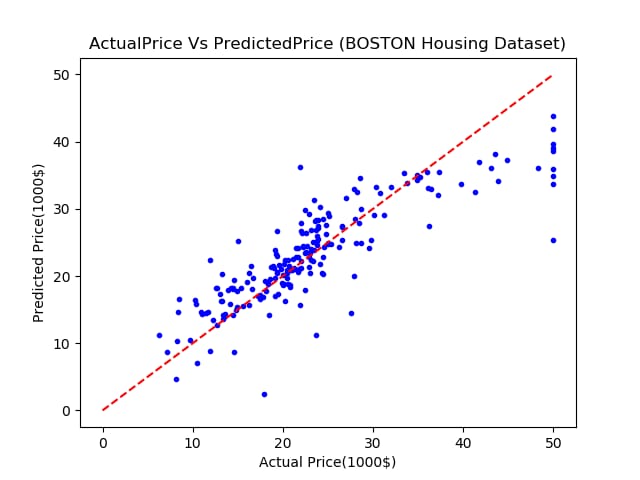 ActualPrice Vs PredictedPrice (BOSTON Housing Dataset)
50
40
30
20
10
0
Predicted Price(1000$)
0 10 20 30 40 50
Actual Price(1000$)